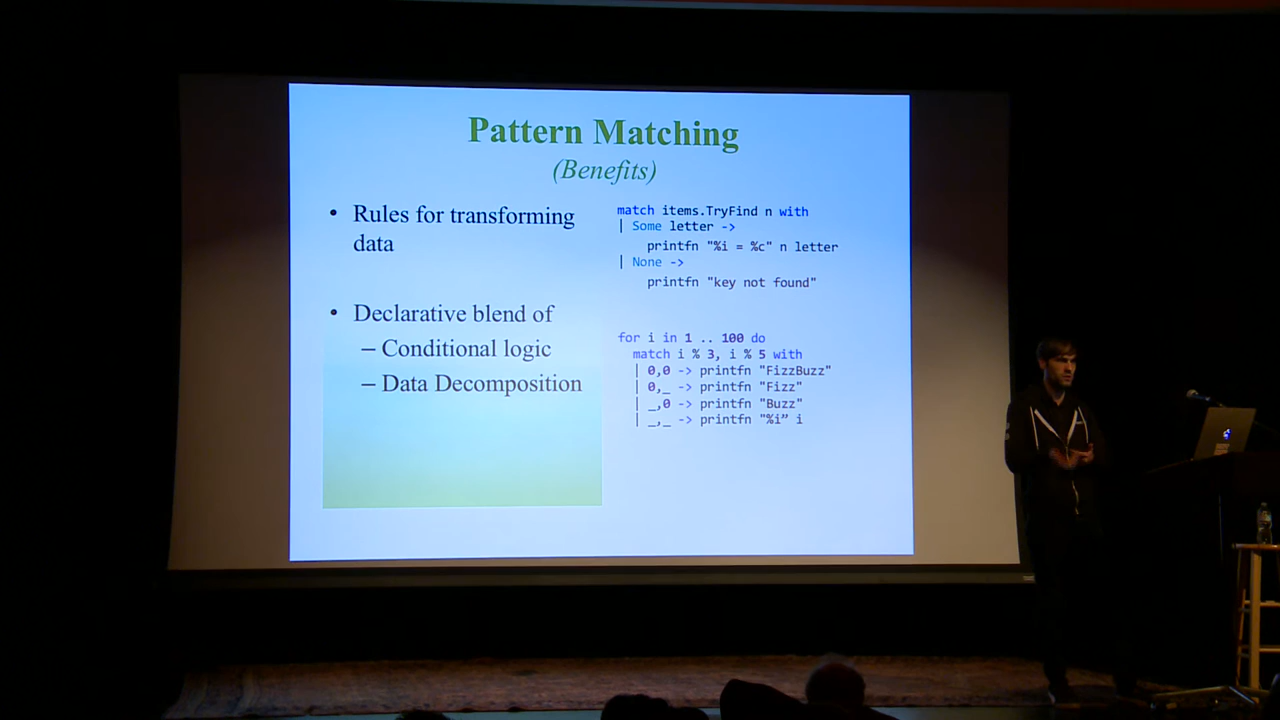 Pattern Matching
(Benefits)
• Rules for transforming
data
• Declarative blend of
– Conditional logic
– Data Decomposition
match items.TryFind n with
| Some letter ->
printfn "%i = %c" n letter
| None ->
printfn "key not found"
for i in 1 .. 100 do
match i % 3, i % 5 with
| 0,0 -> printfn "FizzBuzz"
| 0,_ -> printfn "Fizz"
| _,0 -> printfn "Buzz"
| _,_ -> printfn "%i” i